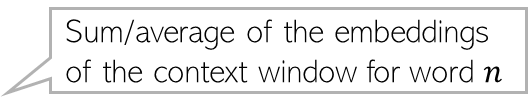 Sum/average of the embeddings
of the context window for word n